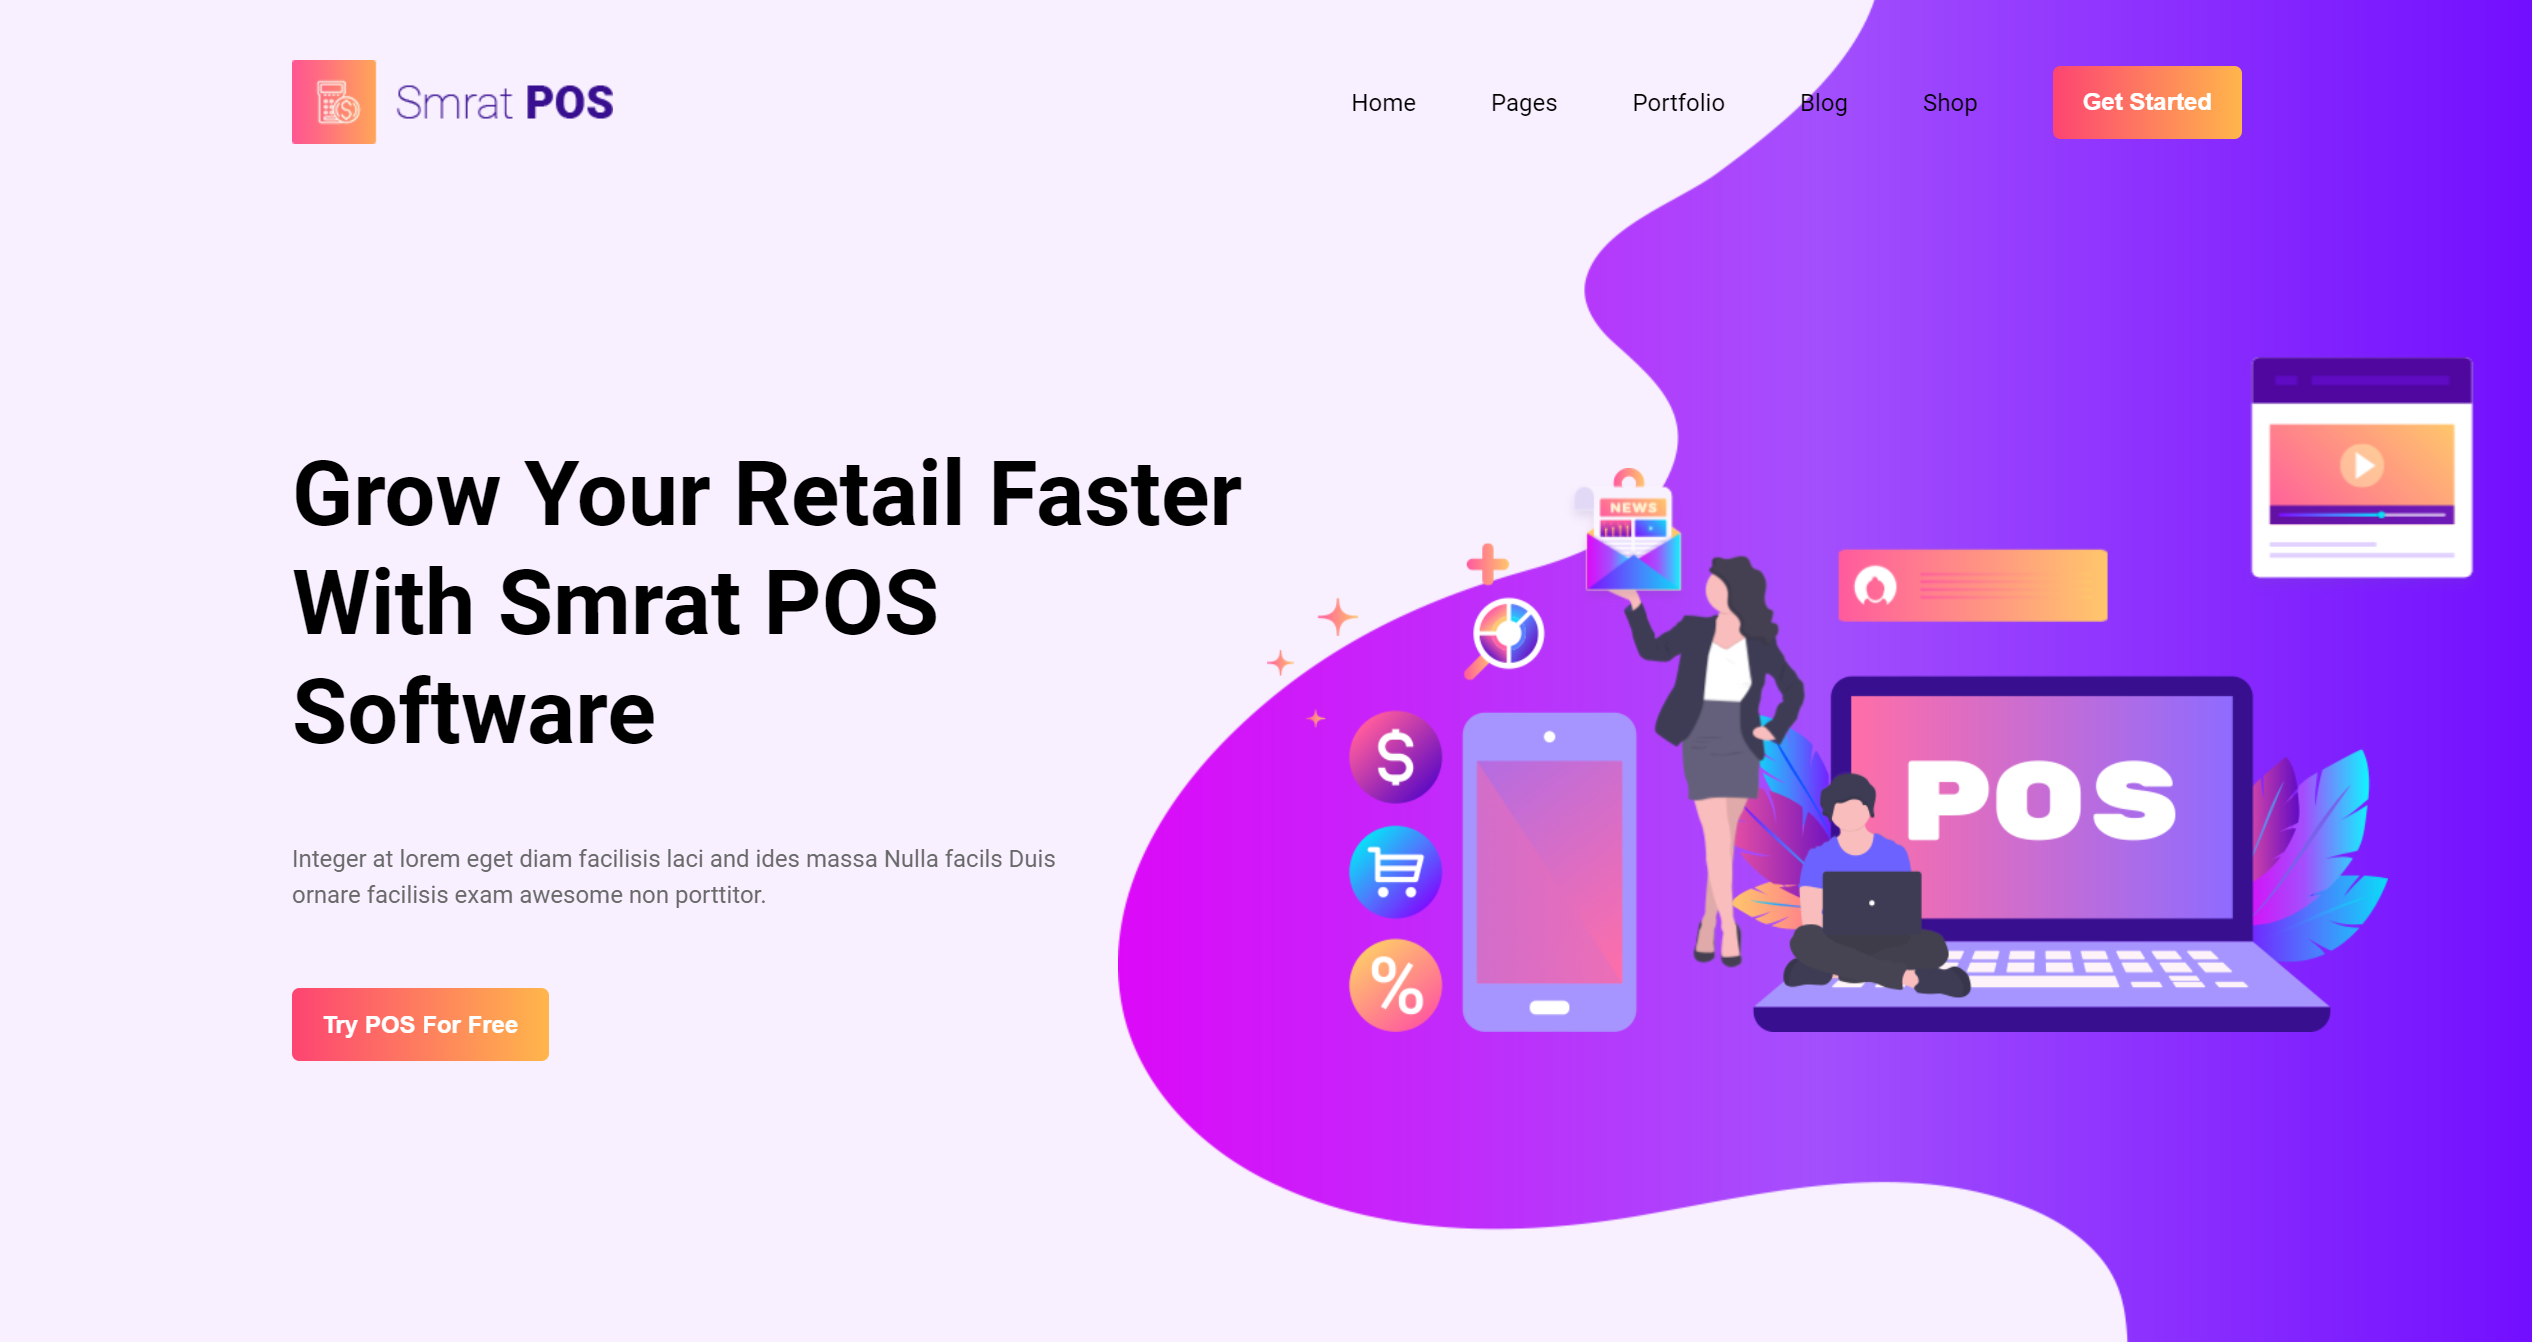 Smrat POS
Home Pages Portfolio Blog Shop Get Started
Grow Your Retail Faster
With Smrat POS
Software
Integer at lorem eget diam facilisis laci and ides massa Nulla facils Duis
ornare facilisis exam awesome non porttitor.
Try POS For Free
NEWS
$
%
POS